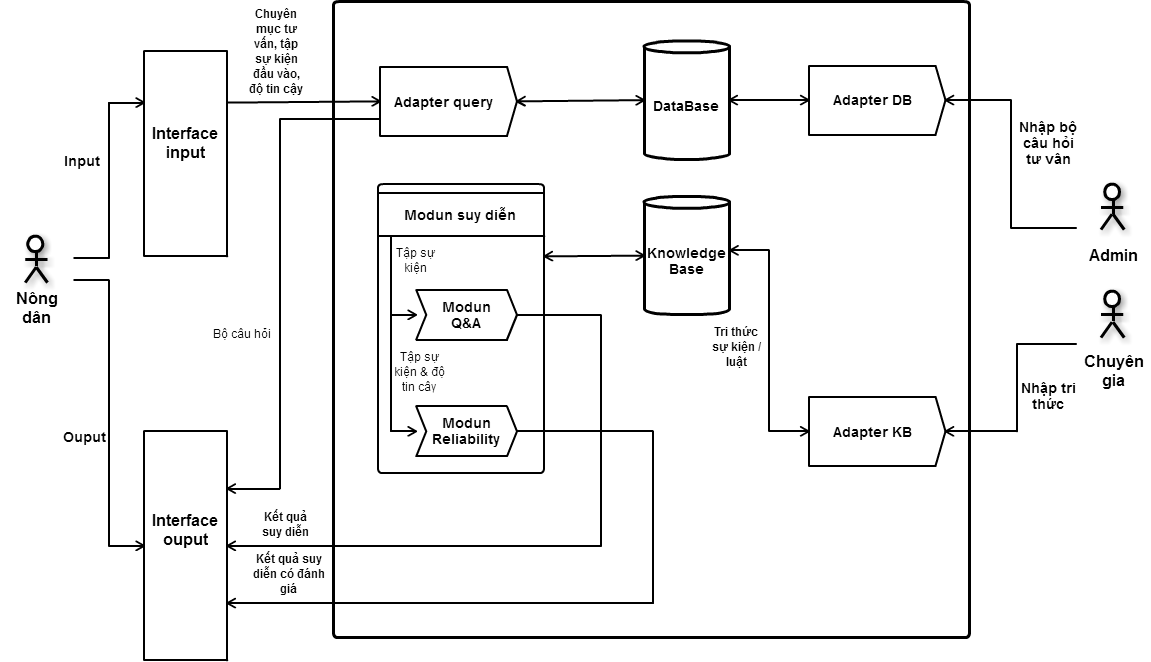 Chuyên
mục tư
vấn, tập
sự kiện
đầu vào,
độ tin cậy
Interface
input
Input
Adapter query
DataBase
Adapter DB
Nhập bộ
câu hỏi
tư vân
Admin
Modun suy diễn
Tập sự
kiện
Modun
Q&A
Tập sự
kiện & độ
tin cây
Modun
Reliability
Knowledge
Base
Tri thức
sự kiện /
luật
Chuyên
gia
Nhập tri
thức
Adapter KB
Nông
dân
Bộ câu hỏi
Ouput
Interface
ouput
Kết quả
suy diễn
Kết quả suy
diễn có đánh
giá